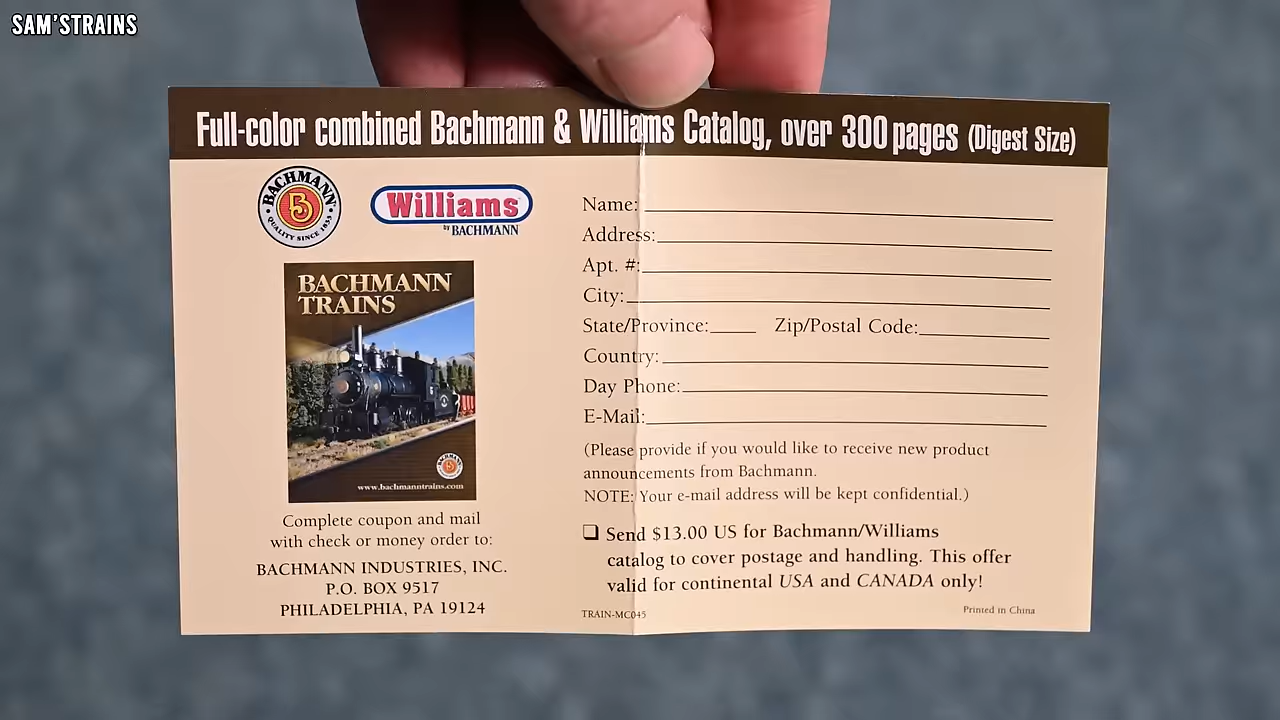 SAM'STRAINS
Full-color combined Bachmann & Williams Catalog, over 300 pages (Digest Size)
BACHMANN
B
QUALITY SINCE 1833
Williams
by BACHMANN
BACHMANN
TRAINS
www.bachmanntrains.com
Complete coupon and mail
with check or money order to:
BACHMANN INDUSTRIES, INC.
P.O. BOX 9517
PHILADELPHIA, PA 19124
Name:
Address:
Apt. #:
City:
State/Province: Zip/Postal Code:
Country:
Day Phone:
E-Mail:
(Please provide if you would like to receive new product
announcements from Bachmann.
NOTE: Your e-mail address will be kept confidential.)
Send $13.00 US for Bachmann/Williams
catalog to cover postage and handling. This offer
valid for continental USA and CANADA only!
TRAIN-MC045
Printed in China